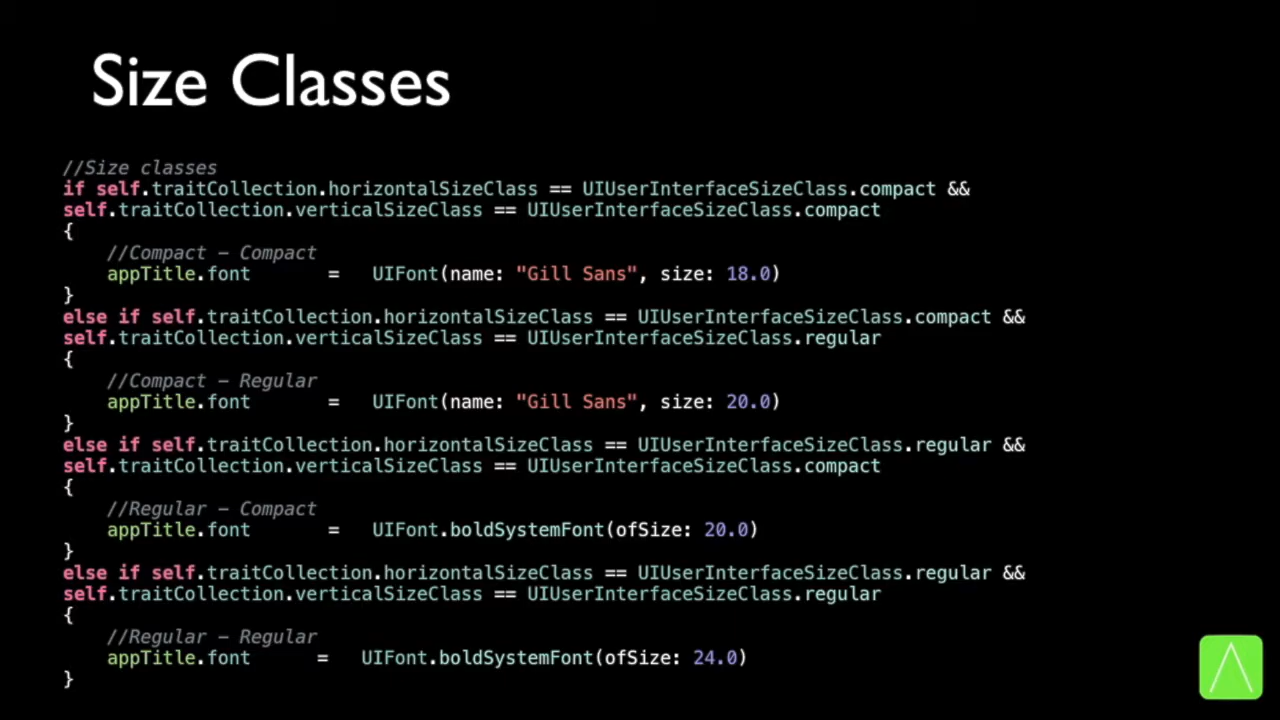 Size Classes
//Size classes
if self.traitCollection.horizontalSizeClass == UIUserInterfaceSizeClass.compact &&
self.traitCollection.verticalSizeClass == UIUserInterfaceSizeClass.compact
{
    //Compact - Compact
    appTitle.font       =   UIFont(name: "Gill Sans", size: 18.0)
}
else if self.traitCollection.horizontalSizeClass == UIUserInterfaceSizeClass.compact &&
self.traitCollection.verticalSizeClass == UIUserInterfaceSizeClass.regular
{
    //Compact - Regular
    appTitle.font       =   UIFont(name: "Gill Sans", size: 20.0)
}
else if self.traitCollection.horizontalSizeClass == UIUserInterfaceSizeClass.regular &&
self.traitCollection.verticalSizeClass == UIUserInterfaceSizeClass.compact
{
    //Regular - Compact
    appTitle.font       =   UIFont.boldSystemFont(ofSize: 20.0)
}
else if self.traitCollection.horizontalSizeClass == UIUserInterfaceSizeClass.regular &&
self.traitCollection.verticalSizeClass == UIUserInterfaceSizeClass.regular
{
    //Regular - Regular
    appTitle.font      =   UIFont.boldSystemFont(ofSize: 24.0)
}